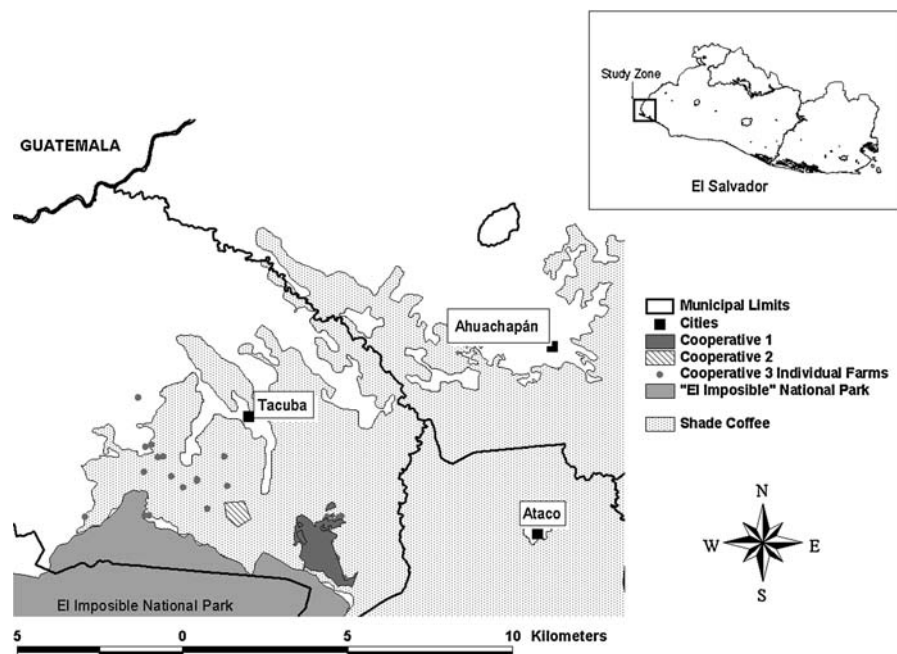 Study Zone
El Salvador
GUATEMALA
Ahuachapán
Tacuba
Ataco
El Imposible National Park
Municipal Limits
Cities
Cooperative 1
Cooperative 2
Cooperative 3 Individual Farms
"El Imposible" National Park
Shade Coffee
N
W E
S
5 0 5 10 Kilometers